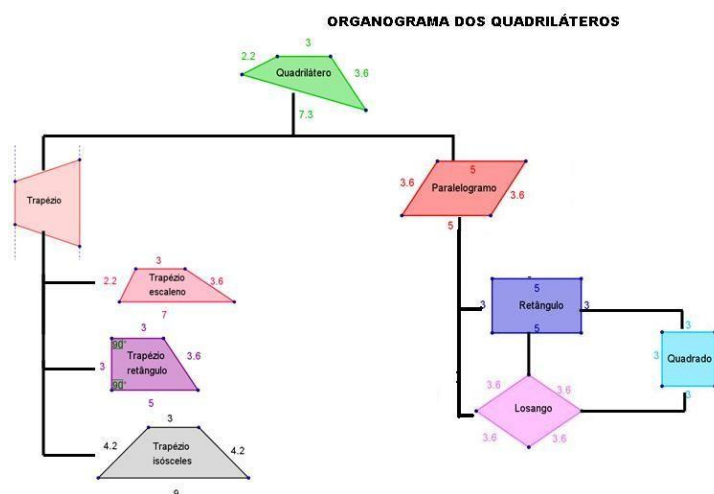 ORGANOGRAMA DOS QUADRILÁTEROS
3
2.2
3.6
Quadrilátero
7.3
Trapézio
5
3.6
Paralelogramo
3.6
5
3
2.2
Trapézio
escaleno
3.6
7
3
90°
3
Trapézio
retângulo
3.6
90°
5
3
4.2
Trapézio
isósceles
4.2
9
5
3
Retângulo
3
5
3
3
Quadrado
3
3.6
3.6
Losango
3.6
3.6